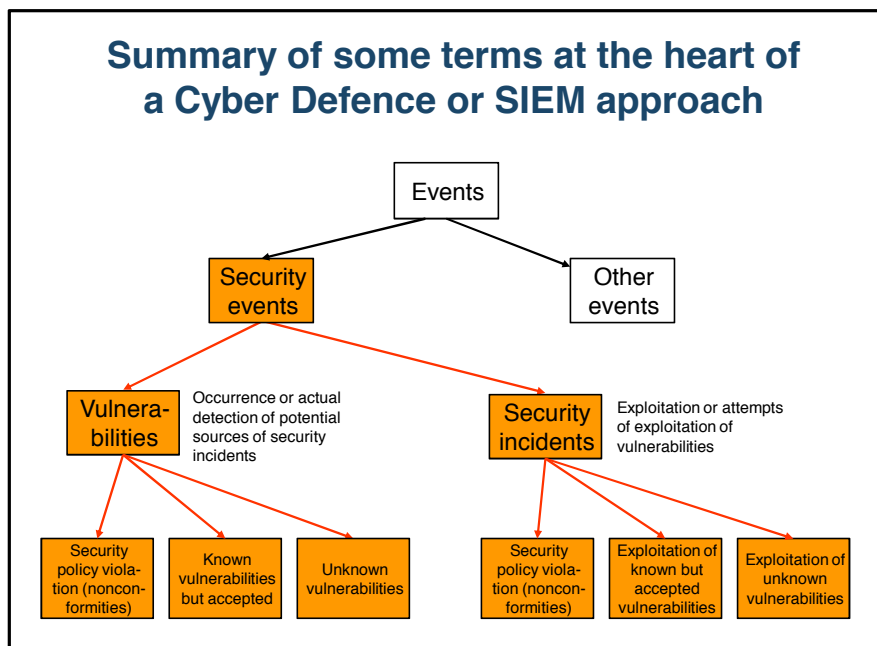 Summary of some terms at the heart of
a Cyber Defence or SIEM approach
Events
Security
events
Other
events
Vulnera-
bilities
Occurrence or actual
detection of potential
sources of security
incidents
Security
incidents
Exploitation or attempts
of exploitation of
vulnerabilities
Security
policy viola-
tion (noncon-
formities)
Known
vulnerabilities
but accepted
Unknown
vulnerabilities
Security
policy viola-
tion (noncon-
formities)
Exploitation of
known but
accepted
vulnerabilities
Exploitation of
unknown
vulnerabilities